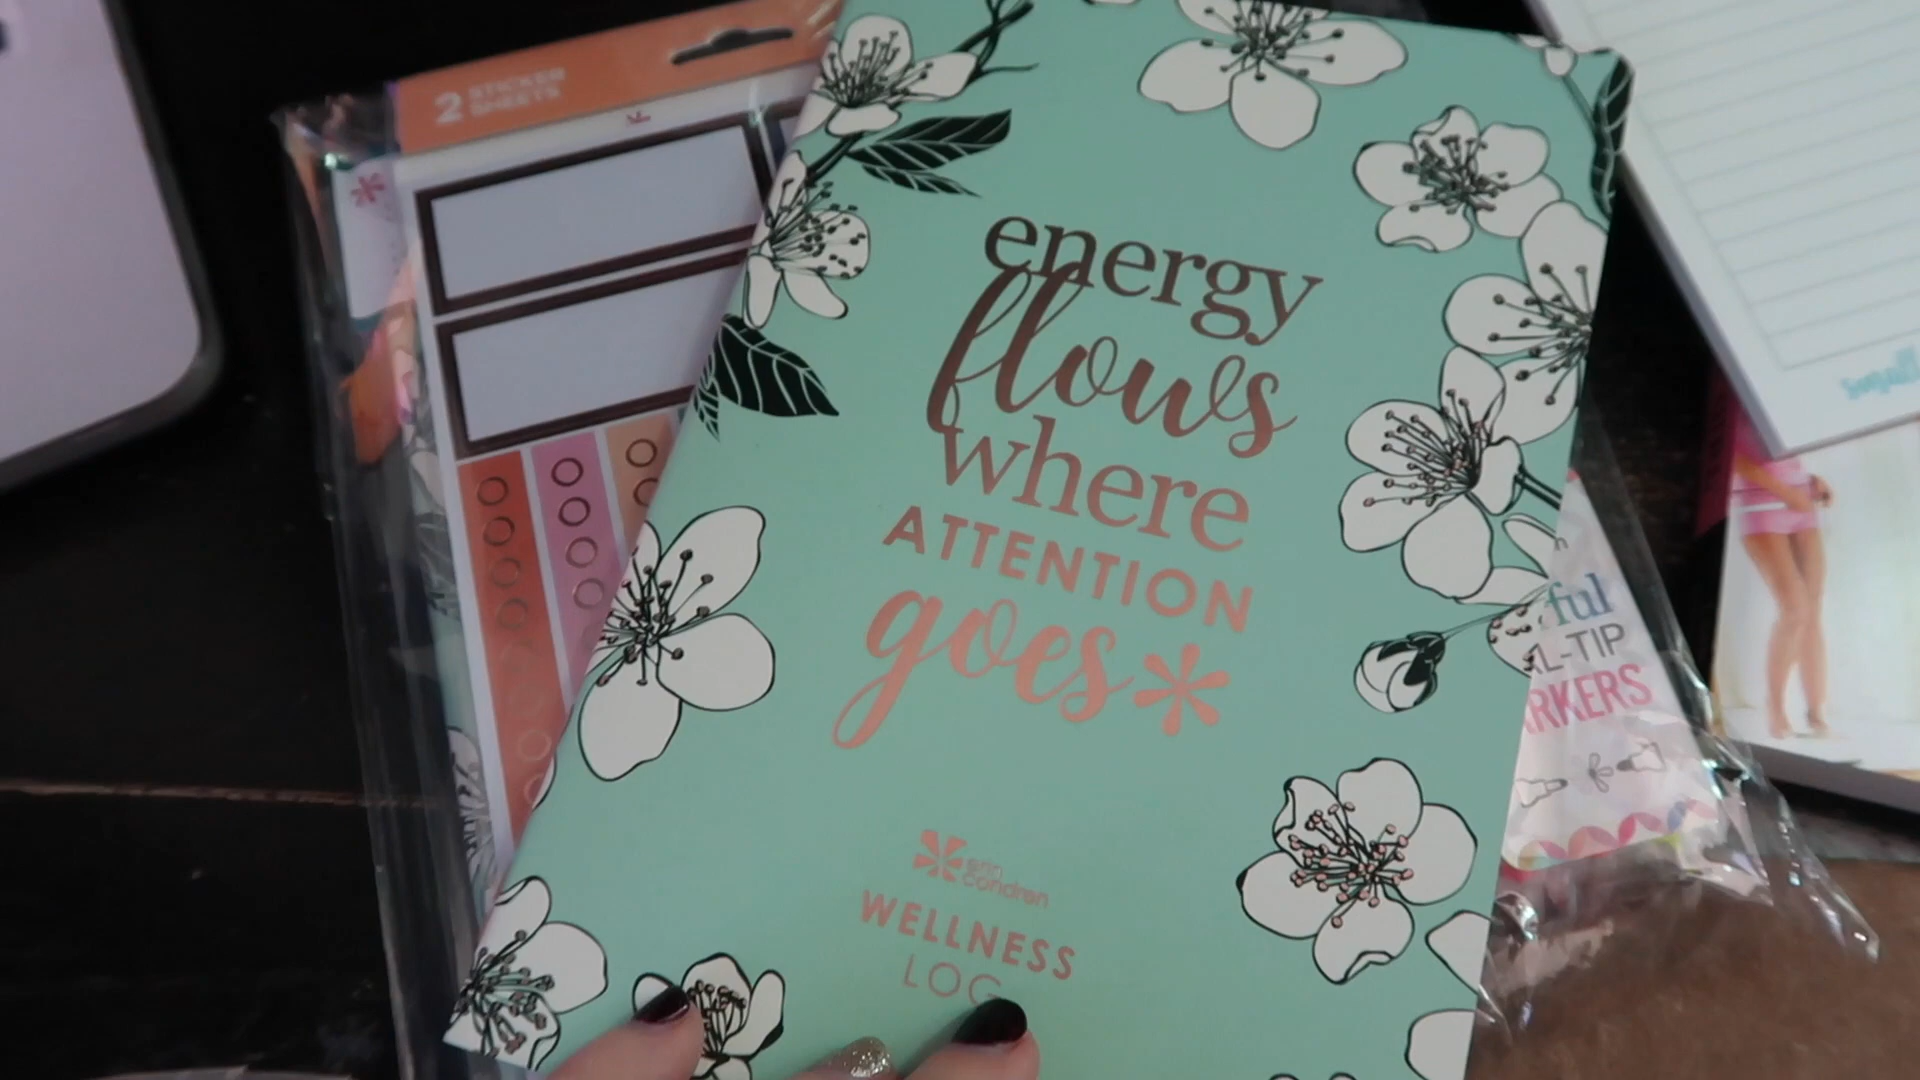 2 STICKER
SHEETS
energy
flows
where
ATTENTION
goes
erin
condren
WELLNESS
LOG
ful
-TIP
RKERS